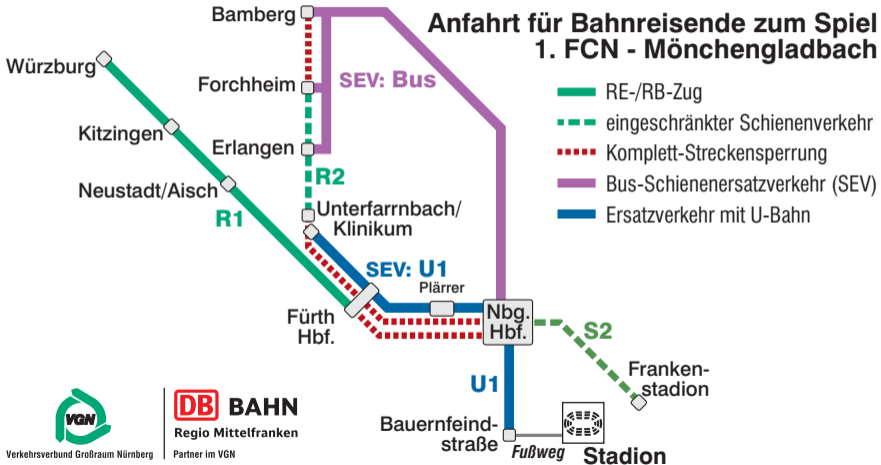 Anfahrt für Bahnreisende zum Spiel
1. FCN - Mönchengladbach
RE-/RB-Zug
eingeschränkter Schienenverkehr
Komplett-Streckensperrung
Bus-Schienenersatzverkehr (SEV)
Ersatzverkehr mit U-Bahn
Bamberg
Würzburg
Forchheim
SEV: Bus
Kitzingen
Erlangen
R2
Neustadt/Aisch
R1
Unterfarrnbach/
Klinikum
SEV: U1
Plärrer
Fürth
Hbf.
Nbg.
Hbf.
S2
U1
Franken-
stadion
Bauernfeind-
straße
Fußweg
Stadion
VGN
Verkehrsverbund Großraum Nürnberg
DB BAHN
Regio Mittelfranken
Partner im VGN